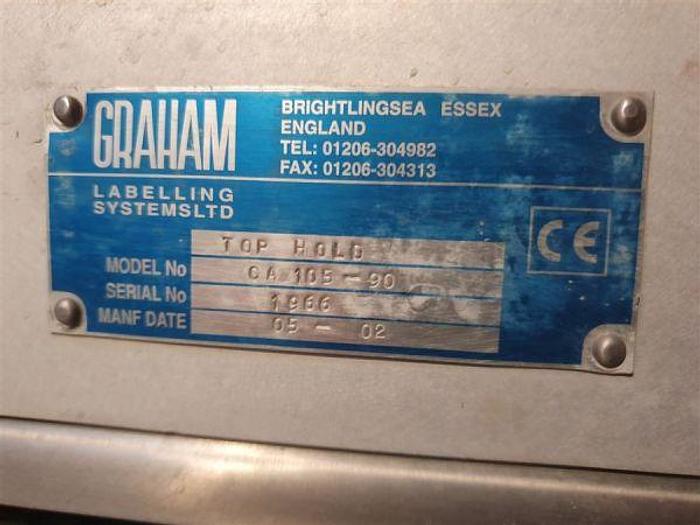 GRAHAM
LABELLING
SYSTEMSLTD
BRIGHTLINGSEA ESSEX
ENGLAND
TEL: 01206-304982
FAX: 01206-304313
CE
TOP HOLD
MODEL No CA 105-90
SERIAL No 1966
MANF DATE 05-02